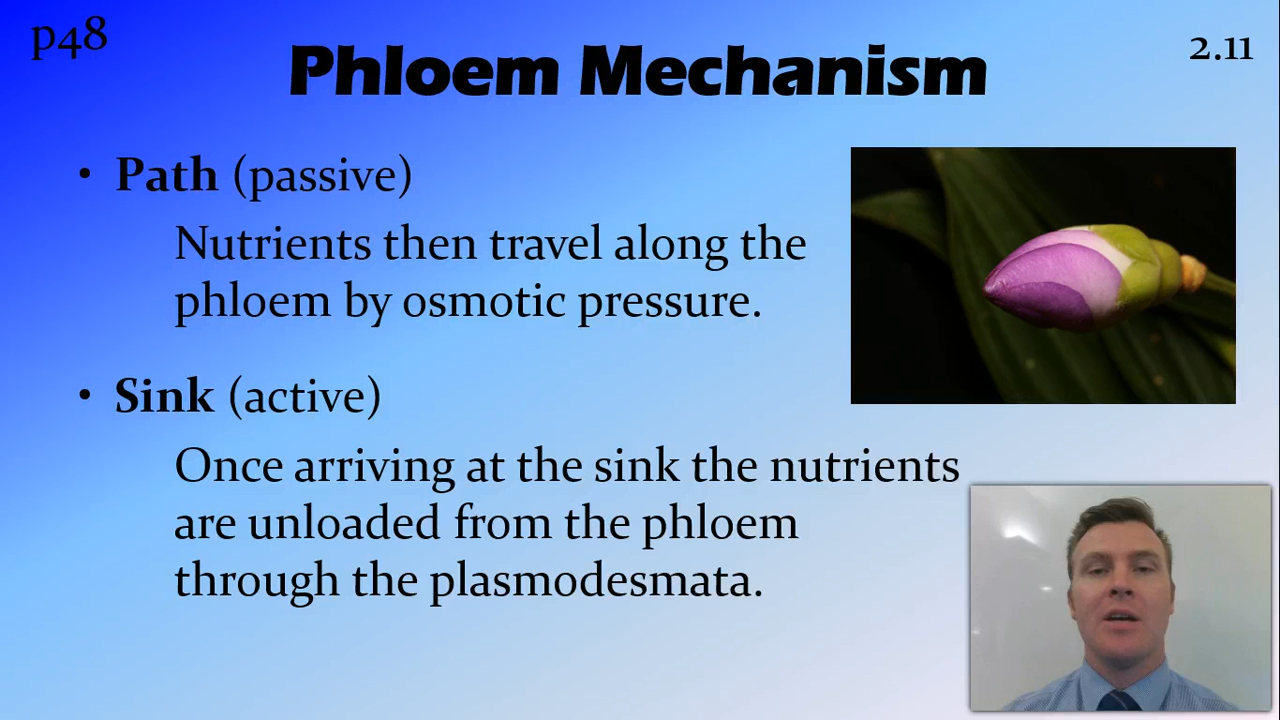 p48
Phloem Mechanism
2.11
• Path (passive)
Nutrients then travel along the
phloem by osmotic pressure.
• Sink (active)
Once arriving at the sink the nutrients
are unloaded from the phloem
through the plasmodesmata.